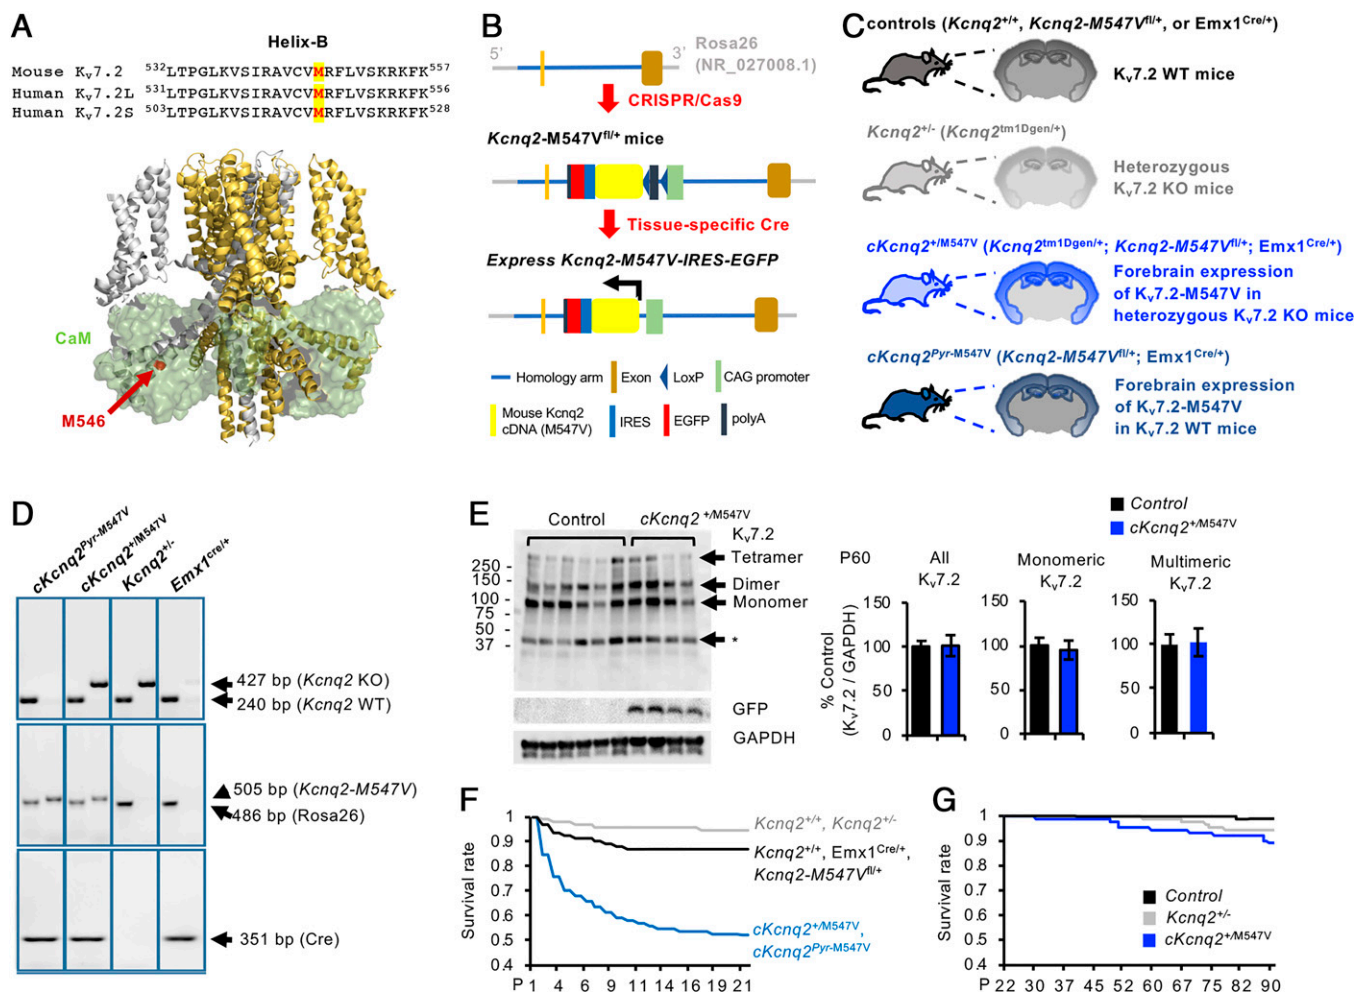 A
Helix-B
Mouse Kv7.2 532LTPGLKVSIRAVCVMRFLVSKRKFK557
Human Kv7.2L 531LTPGLKVSIRAVCVMRFLVSKRKFK556
Human Kv7.2S 503LTPGLKVSIRAVCVMRFLVSKRKFK528
CaM
M546
B
5' 3' Rosa26
(NR_027008.1)
CRISPR/Cas9
Kcnq2-M547Vfl/+ mice
Tissue-specific Cre
Express Kcnq2-M547V-IRES-EGFP
Homology arm Exon LoxP CAG promoter
Mouse Kcnq2
cDNA (M547V) IRES EGFP polyA
C
controls (Kcnq2+/+, Kcnq2-M547Vfl/+, or Emx1Cre/+)
Kv7.2 WT mice
Kcnq2+/- (Kcnq2tm1Dgen/+)
Heterozygous
Kv7.2 KO mice
cKcnq2+/M547V (Kcnq2tm1Dgen/+; Kcnq2-M547Vfl/+; Emx1Cre/+)
Forebrain expression
of Kv7.2-M547V in
heterozygous Kv7.2 KO mice
cKcnq2Pyr-M547V (Kcnq2-M547Vfl/+; Emx1Cre/+)
Forebrain expression
of Kv7.2-M547V
in Kv7.2 WT mice
D
cKcnq2Pyr-M547V
cKcnq2+/M547V
Kcnq2+/-
Emx1cre/+
427 bp (Kcnq2 KO)
240 bp (Kcnq2 WT)
505 bp (Kcnq2-M547V)
486 bp (Rosa26)
351 bp (Cre)
E
Control cKcnq2+/M547V
Kv7.2
250 -
150 -
100 -
75 -
50 -
37 -
Tetramer
Dimer
Monomer
*
GFP
GAPDH
Control
cKcnq2+/M547V
P60
All
Kv7.2
Monomeric
Kv7.2
Multimeric
Kv7.2
% Control
(Kv7.2 / GAPDH)
150
100
50
0
150
100
50
0
150
100
50
0
F
Survival rate
1
0.9
0.8
0.7
0.6
0.5
0.4
P 1 4 6 9 11 14 16 19 21
Kcnq2+/+, Kcnq2+/-
Kcnq2+/+, Emx1Cre/+,
Kcnq2-M547Vfl/+
cKcnq2+/M547V,
cKcnq2Pyr-M547V
G
Survival rate
1
0.9
0.8
0.7
0.6
0.5
0.4
P 22 30 37 45 52 60 67 75 82 90
Control
Kcnq2+/-
cKcnq2+/M547V